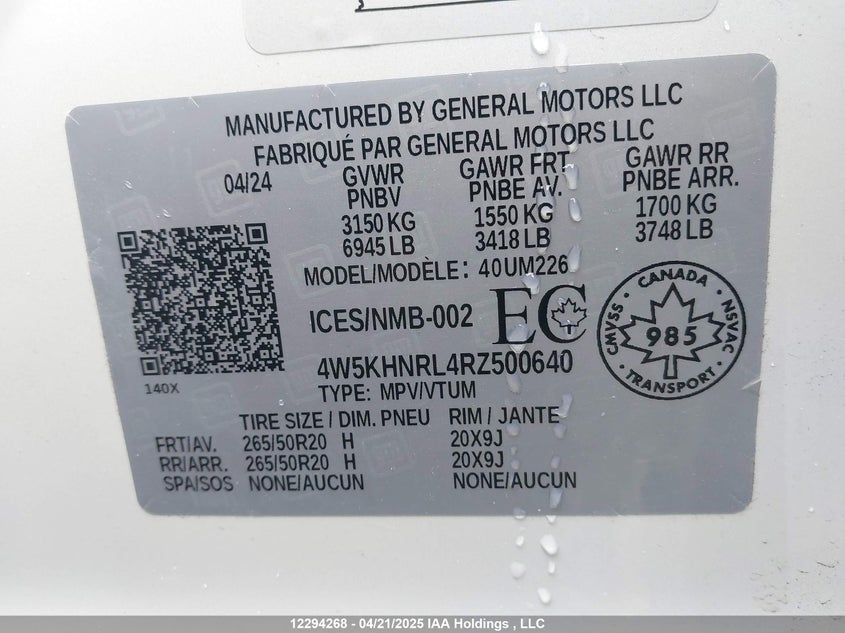 MANUFACTURED BY GENERAL MOTORS LLC
FABRIQUÉ PAR GENERAL MOTORS LLC
04/24 GVWR GAWR FRT GAWR RR
PNBV PNBE AV. PNBE ARR.
3150 KG 1550 KG 1700 KG
6945 LB 3418 LB 3748 LB
MODEL/MODÈLE: 40UM226
ICES/NMB-002 EC
CANADA
CMVSS • 985 • NSVAC
TRANSPORT
4W5KHNRL4RZ500640
140X
TYPE: MPV/VTUM
TIRE SIZE / DIM. PNEU RIM / JANTE
FRT/AV. 265/50R20 H 20X9J
RR/ARR. 265/50R20 H 20X9J
SPA/SOS NONE/AUCUN NONE/AUCUN
12294268 - 04/21/2025 IAA Holdings , LLC